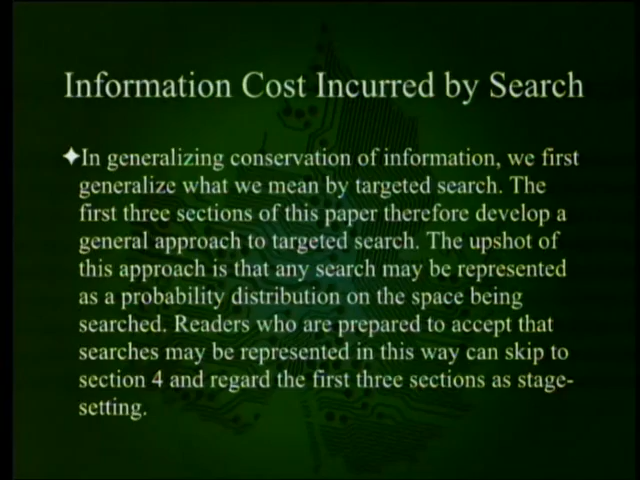 Information Cost Incurred by Search
In generalizing conservation of information, we first
generalize what we mean by targeted search. The
first three sections of this paper therefore develop a
general approach to targeted search. The upshot of
this approach is that any search may be represented
as a probability distribution on the space being
searched. Readers who are prepared to accept that
searches may be represented in this way can skip to
section 4 and regard the first three sections as stage-
setting.